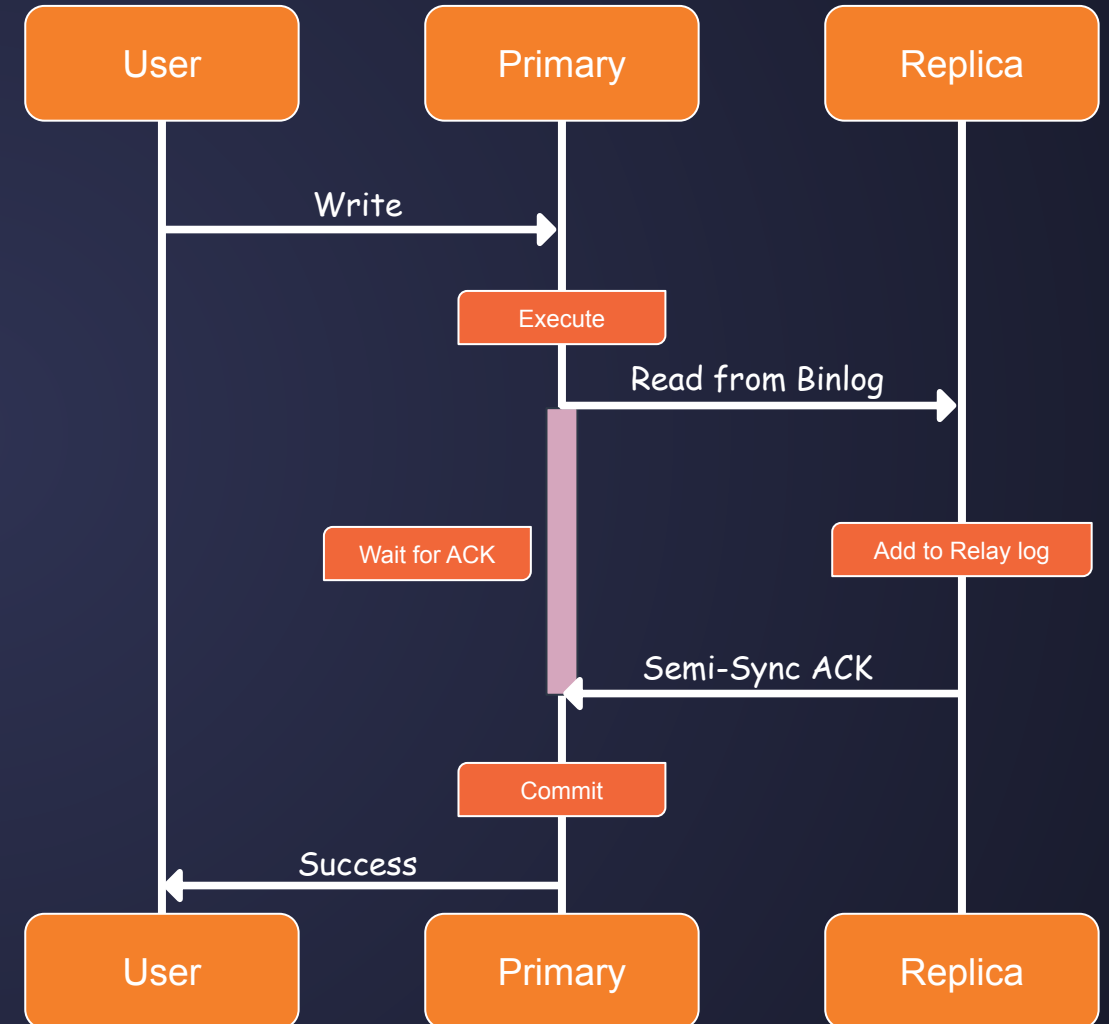 User
Primary
Replica
Write
Execute
Read from Binlog
Wait for ACK
Add to Relay log
Semi-Sync ACK
Commit
Success
User
Primary
Replica